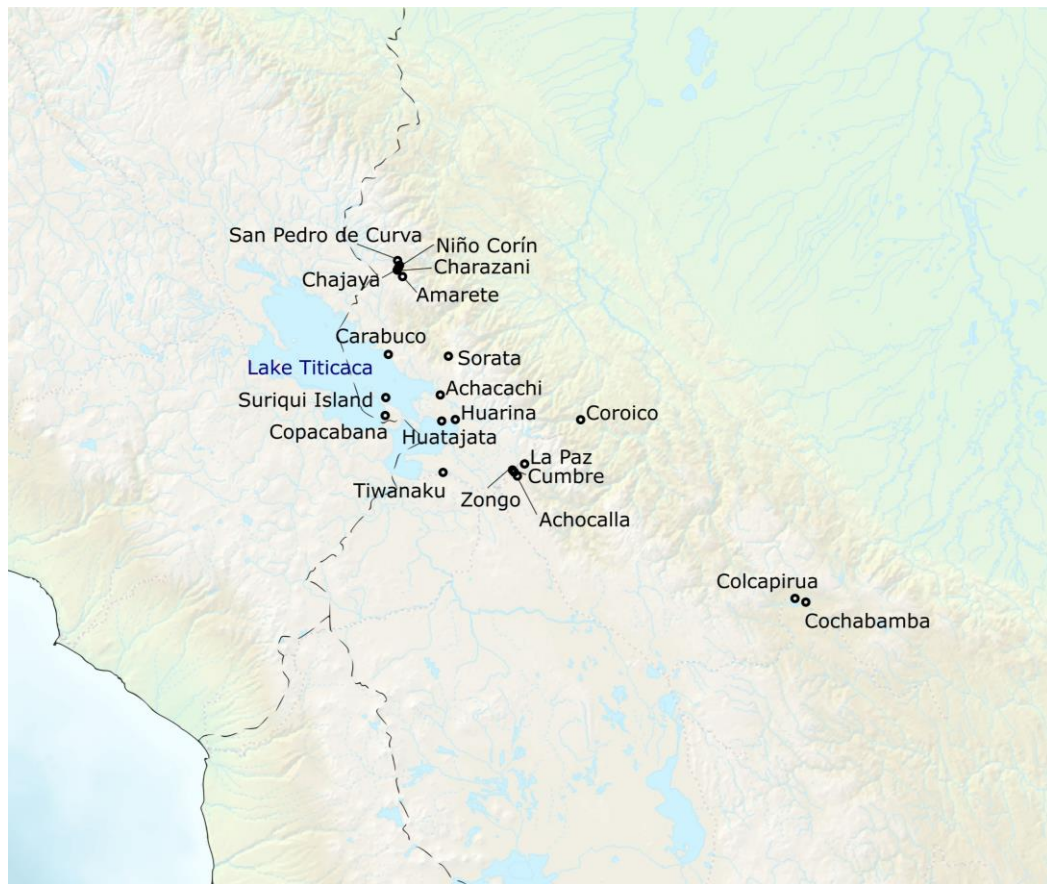 San Pedro de Curva
Niño Corín
Charazani
Chajaya
Amarete
Carabuco
Sorata
Lake Titicaca
Achacachi
Suriqui Island
Huarina
Coroico
Copacabana
Huatajata
La Paz
Cumbre
Tiwanaku
Zongo
Achocalla
Colcapirua
Cochabamba